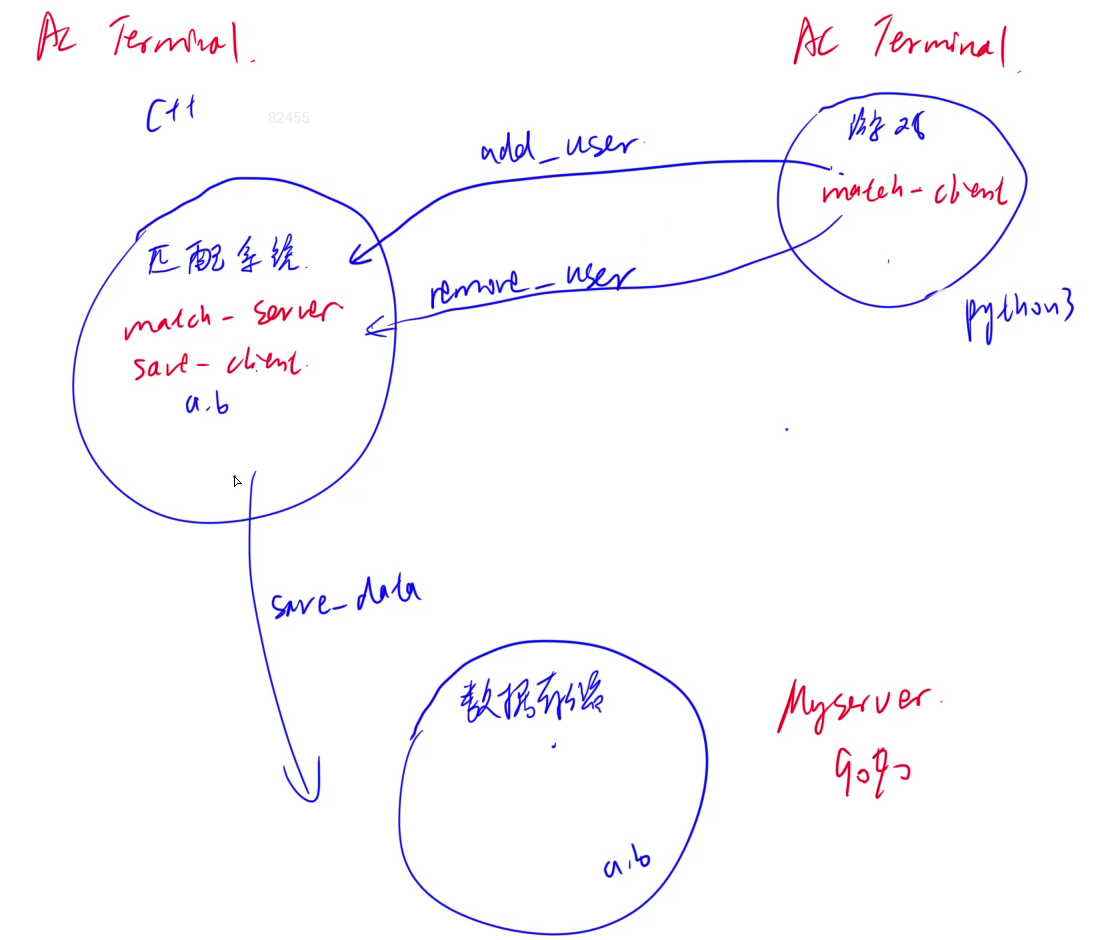 AC Terminal.
AC Terminal.
C++
82455
游戏
add_user
match-client
匹配系统
remove_user
python3
match-server
save-client
a.b
save_data
数据存储
Myserver.
9090
a.b